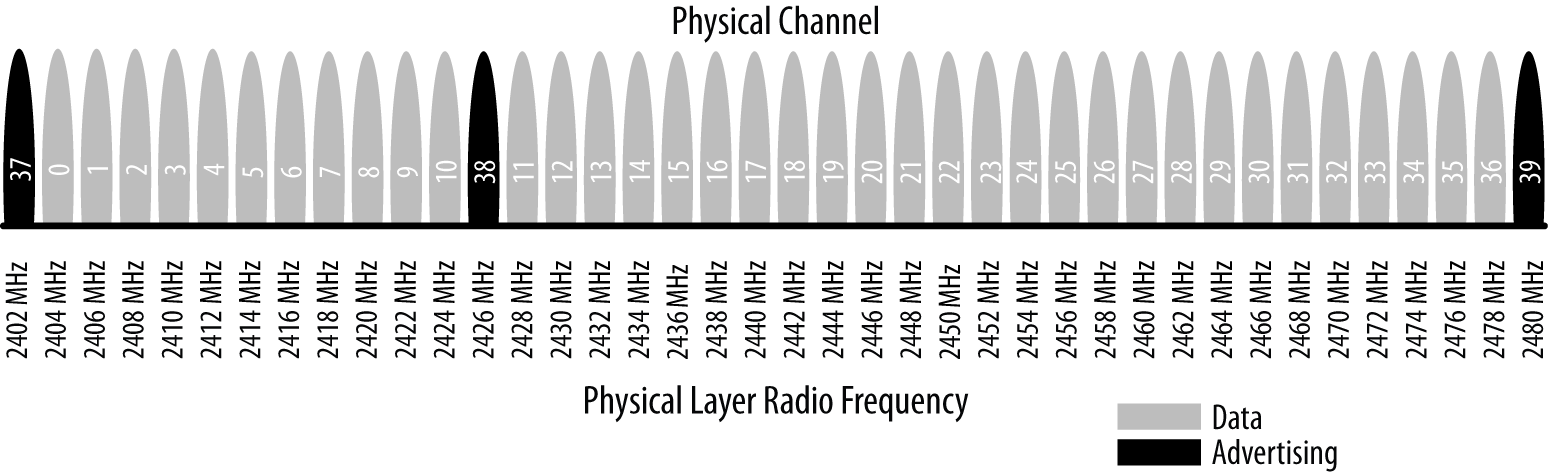 Physical Channel
37 0 1 2 3 4 5 6 7 8 9 10 38 11 12 13 14 15 16 17 18 19 20 21 22 23 24 25 26 27 28 29 30 31 32 33 34 35 36 39
2402 MHz
2404 MHz
2406 MHz
2408 MHz
2410 MHz
2412 MHz
2414 MHz
2416 MHz
2418 MHz
2420 MHz
2422 MHz
2424 MHz
2426 MHz
2428 MHz
2430 MHz
2432 MHz
2434 MHz
2436 MHz
2438 MHz
2440 MHz
2442 MHz
2444 MHz
2446 MHz
2448 MHz
2450 MHz
2452 MHz
2454 MHz
2456 MHz
2458 MHz
2460 MHz
2462 MHz
2464 MHz
2466 MHz
2468 MHz
2470 MHz
2472 MHz
2474 MHz
2476 MHz
2478 MHz
2480 MHz
Physical Layer Radio Frequency
Data
Advertising